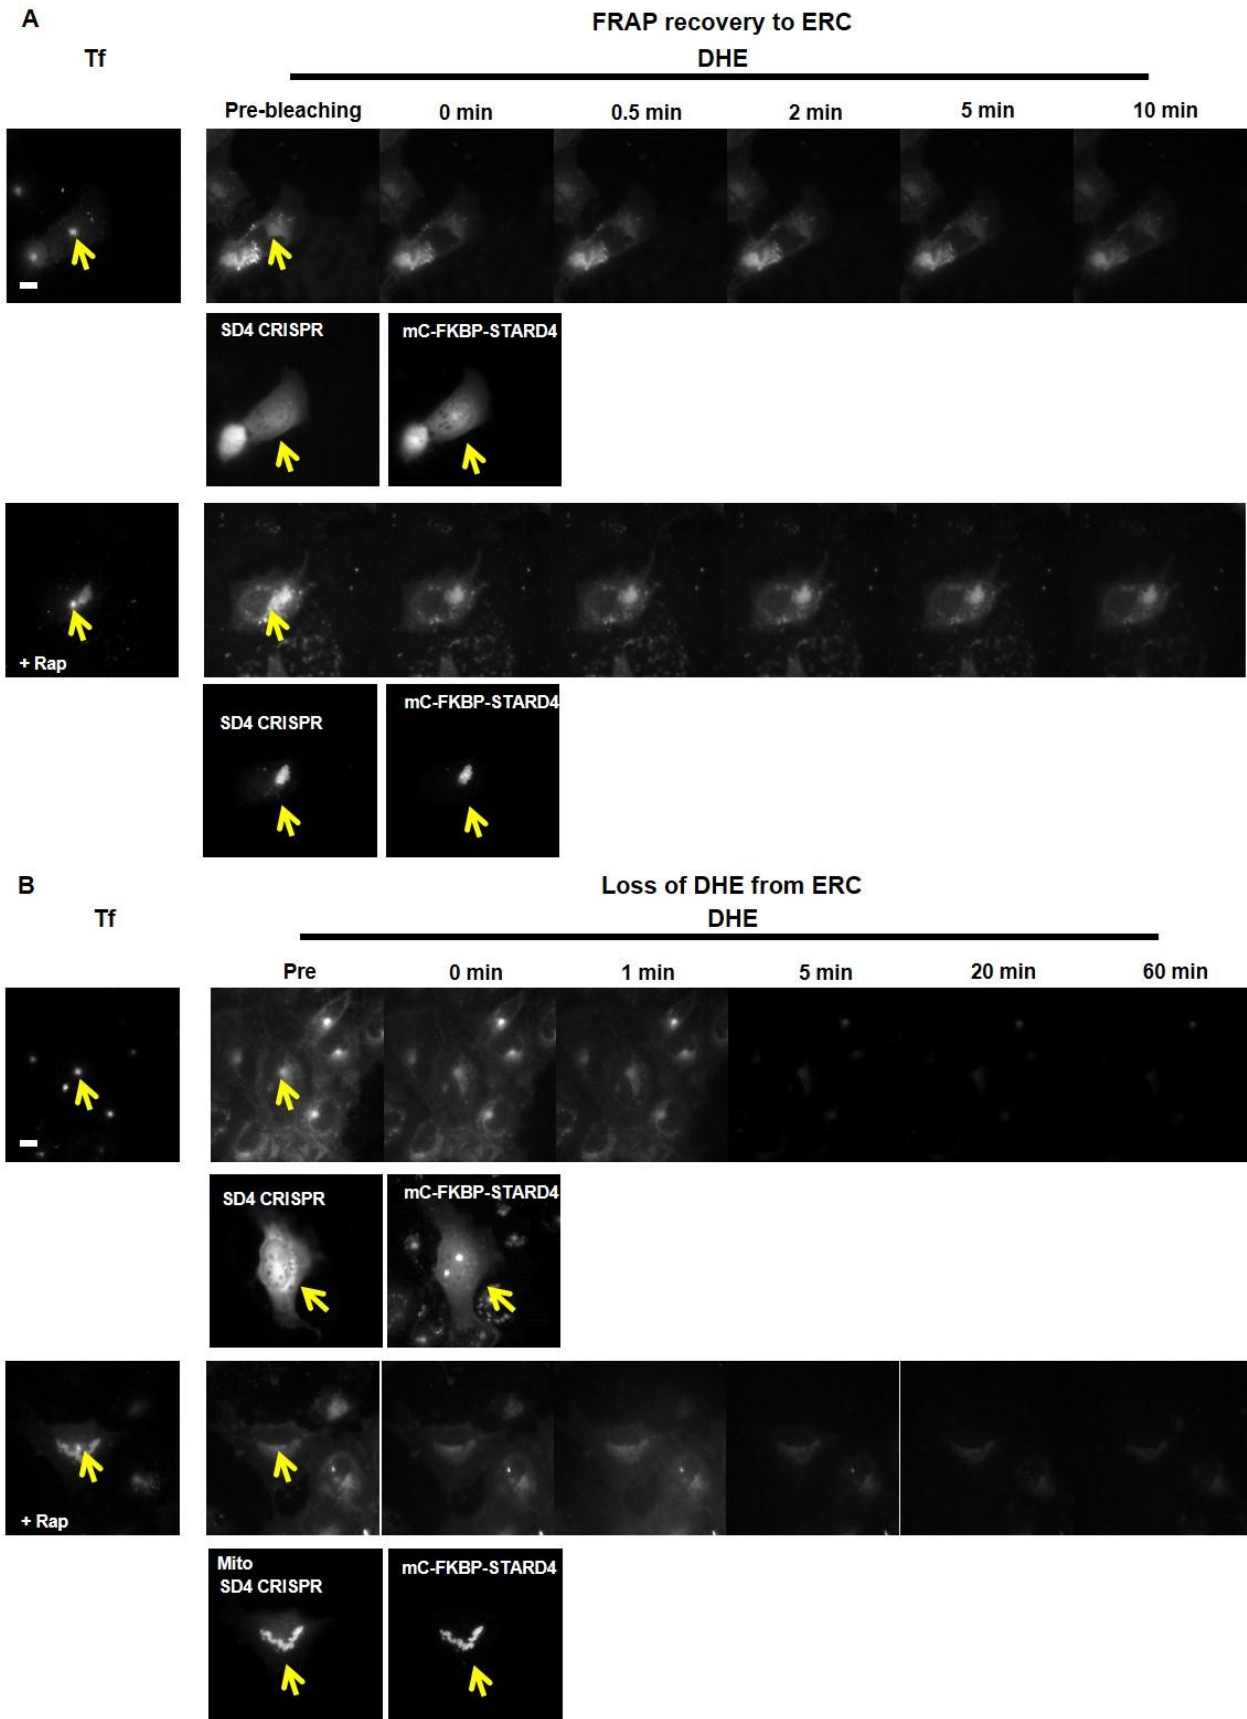 A
FRAP recovery to ERC
Tf
DHE
Pre-bleaching 0 min 0.5 min 2 min 5 min 10 min
SD4 CRISPR
mC-FKBP-STARD4
+ Rap
SD4 CRISPR
mC-FKBP-STARD4
B
Loss of DHE from ERC
Tf
DHE
Pre 0 min 1 min 5 min 20 min 60 min
SD4 CRISPR
mC-FKBP-STARD4
+ Rap
Mito
SD4 CRISPR
mC-FKBP-STARD4